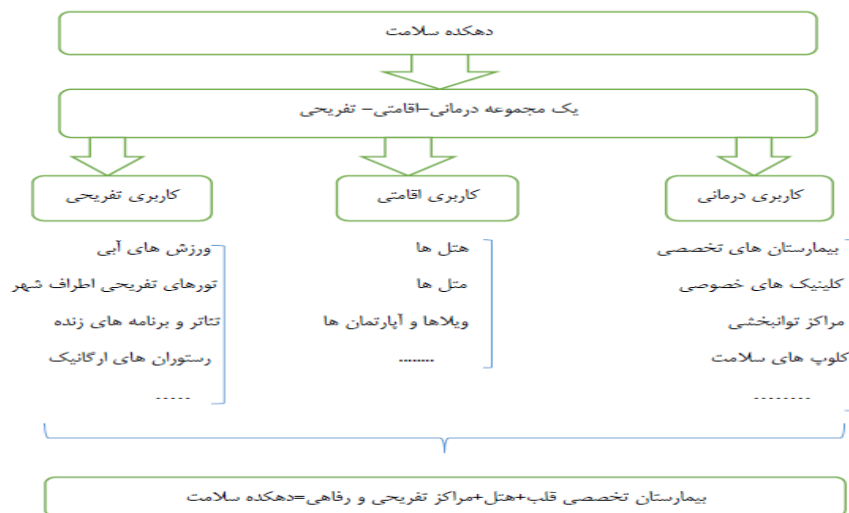 دهکده سلامت
یک مجموعه درمانی–اقامتی– تفریحی
کاربری درمانی
کاربری اقامتی
کاربری تفریحی
بیمارستان های تخصصی
کلینیک های خصوصی
مراکز توانبخشی
کلوپ های سلامت
........
هتل ها
متل ها
ویلاها و آپارتمان ها
........
ورزش های آبی
تورهای تفریحی اطراف شهر
تئاتر و برنامه های زنده
رستوران های ارگانیک
.....
بیمارستان تخصصی قلب+هتل+مراکز تفریحی و رفاهی=دهکده سلامت